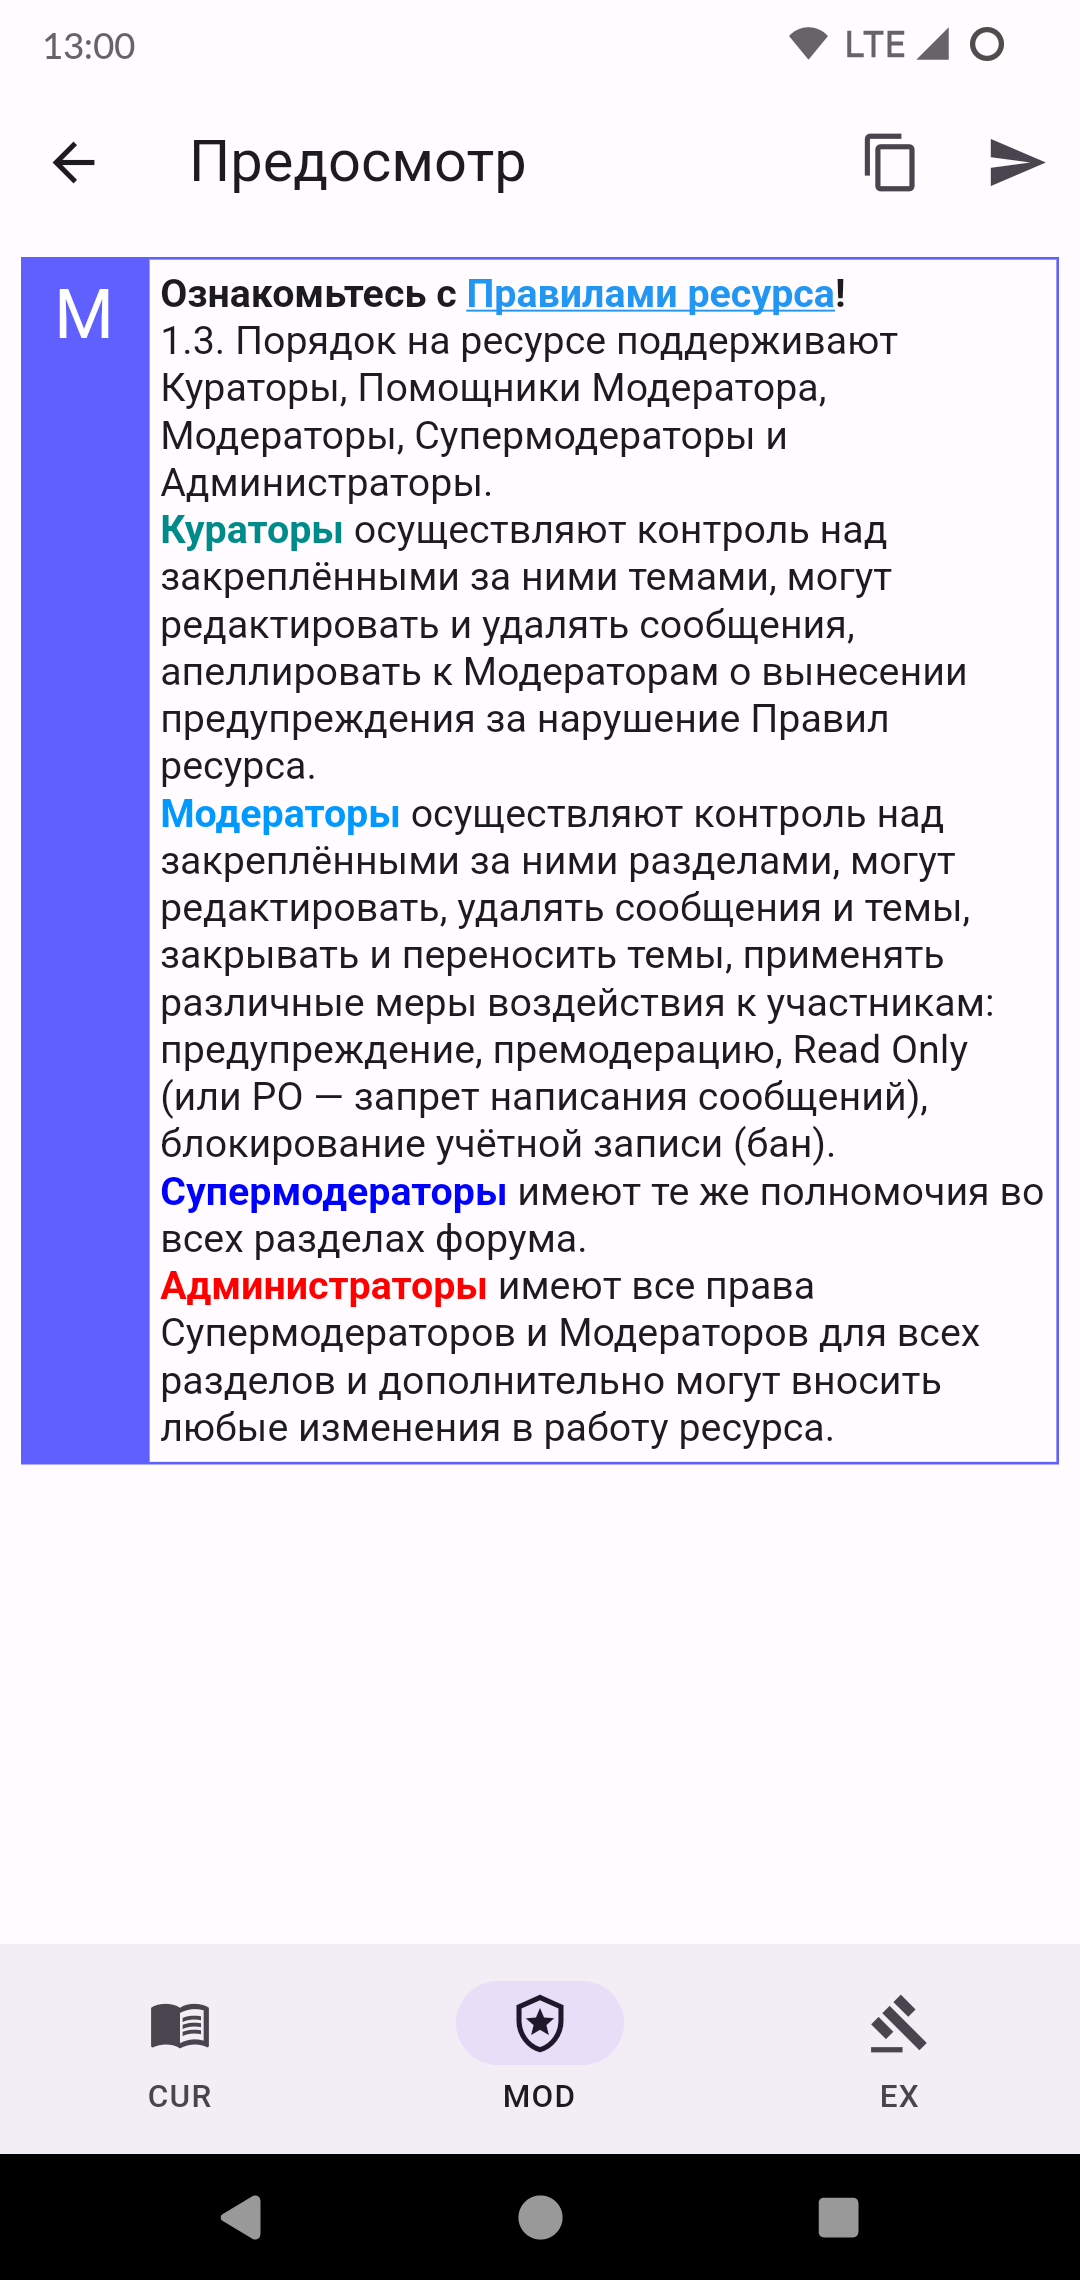 13:00
LTE
Предосмотр
M
Ознакомьтесь с Правилами ресурса!
1.3. Порядок на ресурсе поддерживают
Кураторы, Помощники Модератора,
Модераторы, Супермодераторы и
Администраторы.
Кураторы осуществляют контроль над
закреплёнными за ними темами, могут
редактировать и удалять сообщения,
апеллировать к Модераторам о вынесении
предупреждения за нарушение Правил
ресурса.
Модераторы осуществляют контроль над
закреплёнными за ними разделами, могут
редактировать, удалять сообщения и темы,
закрывать и переносить темы, применять
различные меры воздействия к участникам:
предупреждение, премодерацию, Read Only
(или РО — запрет написания сообщений),
блокирование учётной записи (бан).
Супермодераторы имеют те же полномочия во
всех разделах форума.
Администраторы имеют все права
Супермодераторов и Модераторов для всех
разделов и дополнительно могут вносить
любые изменения в работу ресурса.
CUR
MOD
EX